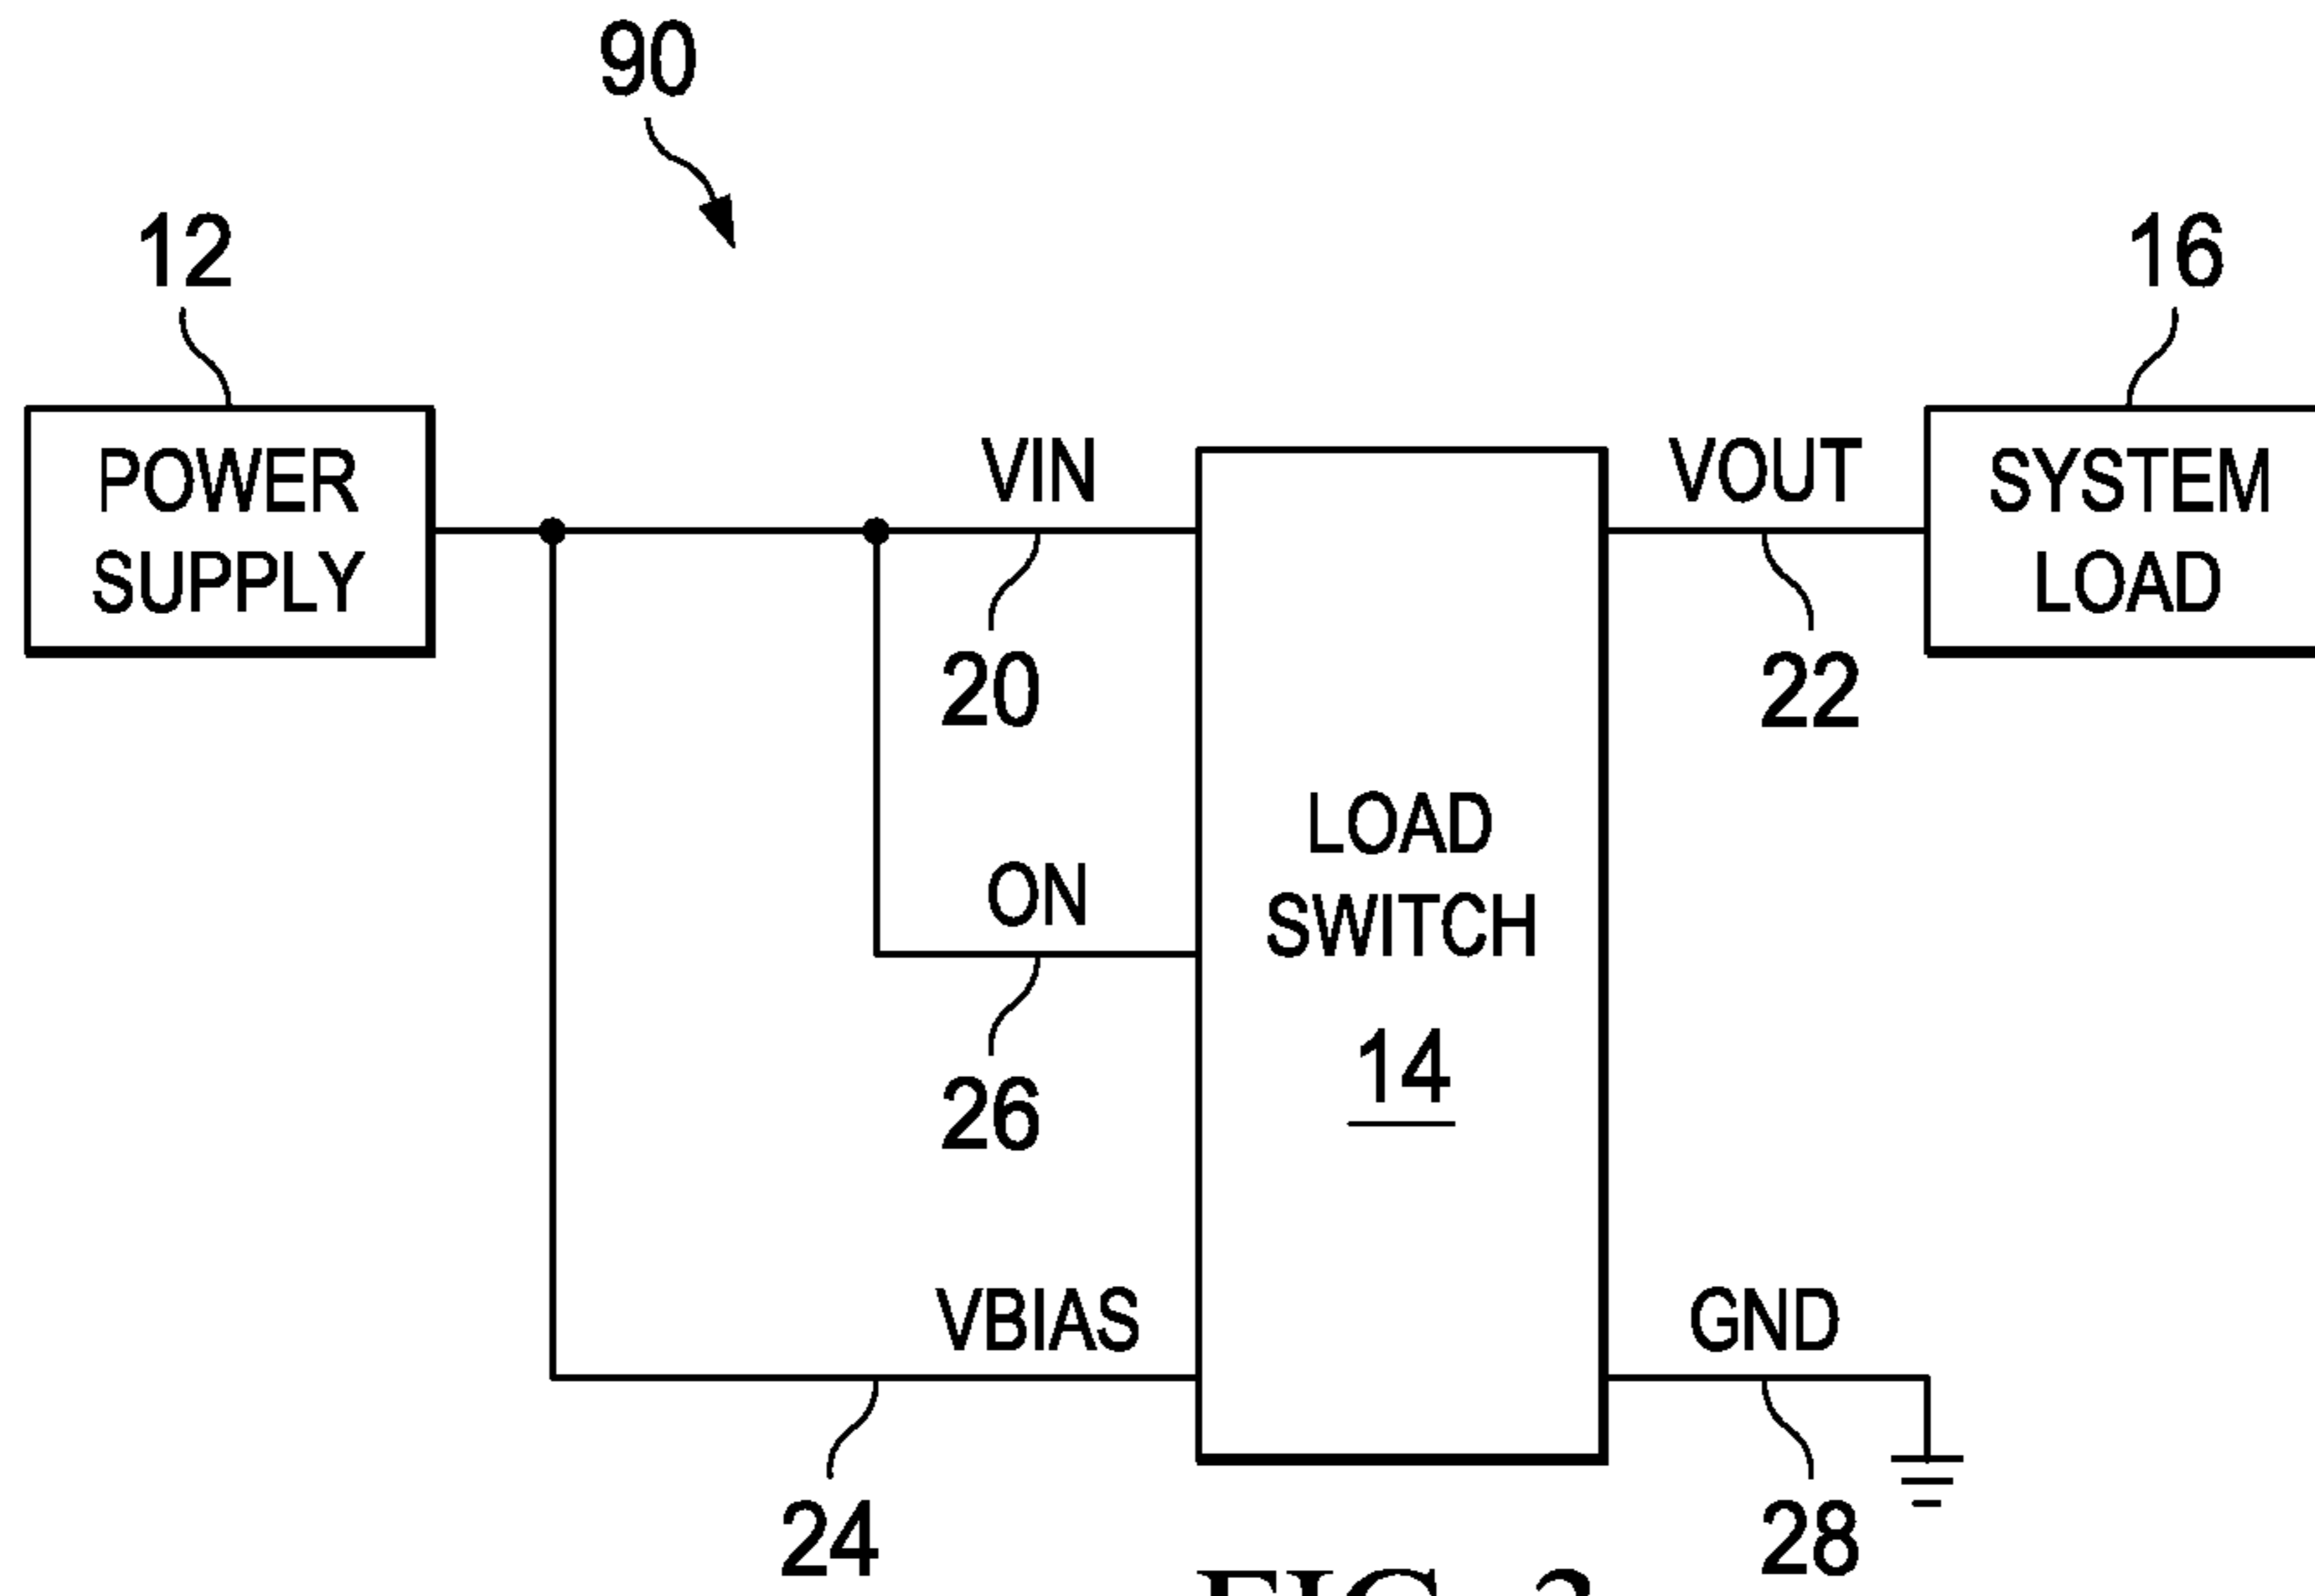 90
12
16
POWER
SUPPLY
VIN
VOUT
SYSTEM
LOAD
20
22
LOAD
SWITCH
14
ON
26
VBIAS
GND
24
28